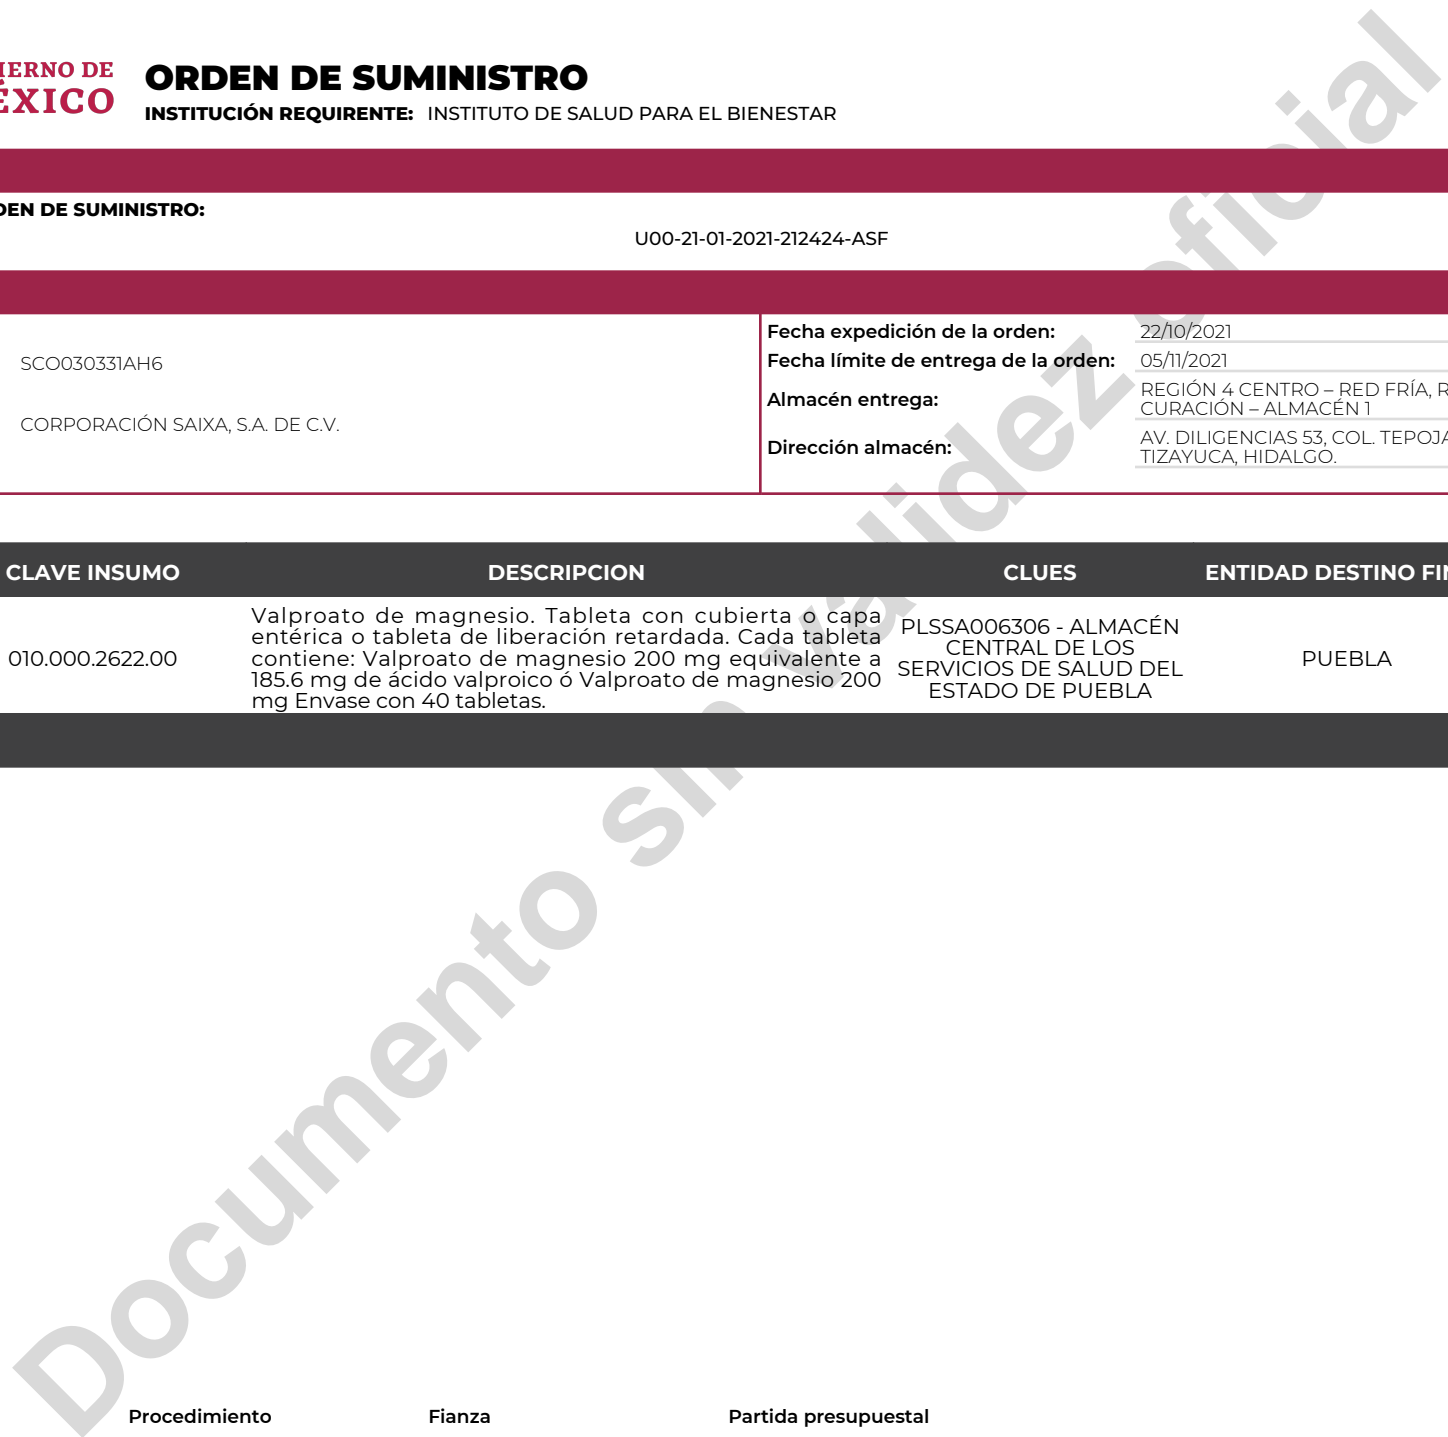 IERNO DE
ÉXICO
ORDEN DE SUMINISTRO
INSTITUCIÓN REQUIRENTE: INSTITUTO DE SALUD PARA EL BIENESTAR
DEN DE SUMINISTRO:
U00-21-01-2021-212424-ASF
SCO030331AH6
CORPORACIÓN SAIXA, S.A. DE C.V.
Fecha expedición de la orden: 22/10/2021
Fecha límite de entrega de la orden: 05/11/2021
Almacén entrega: REGIÓN 4 CENTRO – RED FRÍA, R
CURACIÓN – ALMACÉN 1
Dirección almacén: AV. DILIGENCIAS 53, COL. TEPOJA
TIZAYUCA, HIDALGO.
CLAVE INSUMO DESCRIPCION CLUES ENTIDAD DESTINO FIN
010.000.2622.00
Valproato de magnesio. Tableta con cubierta o capa
entérica o tableta de liberación retardada. Cada tableta
contiene: Valproato de magnesio 200 mg equivalente a
185.6 mg de ácido valproico ó Valproato de magnesio 200
mg Envase con 40 tabletas.
PLSSA006306 - ALMACÉN
CENTRAL DE LOS
SERVICIOS DE SALUD DEL
ESTADO DE PUEBLA
PUEBLA
Documento sin validez oficial
Procedimiento Fianza Partida presupuestal